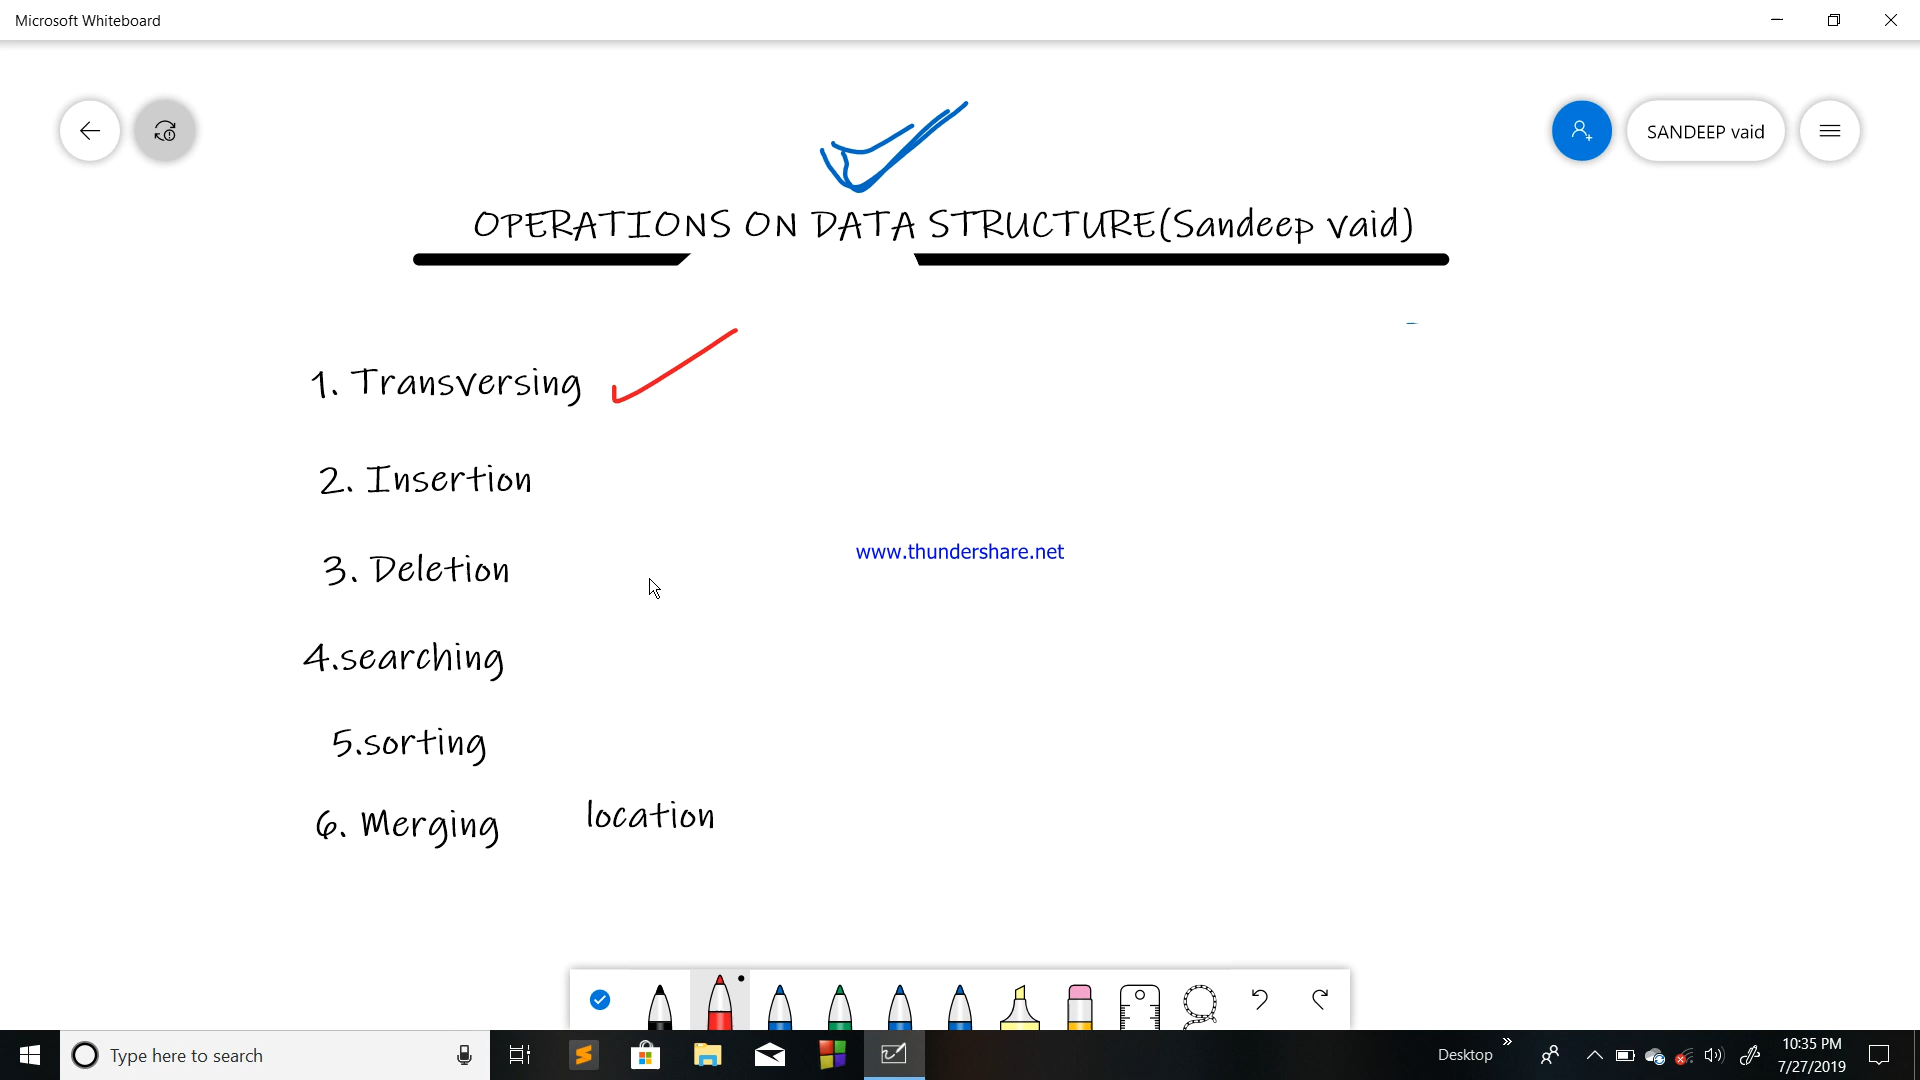 Microsoft Whiteboard
SANDEEP vaid
OPERATIONS ON DATA STRUCTURE(Sandeep vaid)
1. Transversing
2. Insertion
www.thundershare.net
3. Deletion
4.searching
5.sorting
6. Merging location
Type here to search
Desktop
10:35 PM
7/27/2019